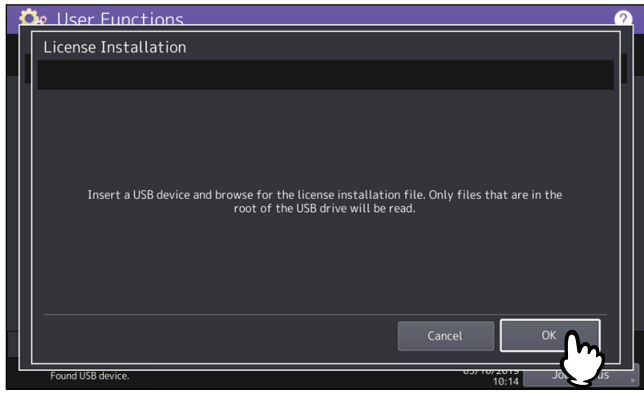 User Functions
?
License Installation
Insert a USB device and browse for the license installation file. Only files that are in the
root of the USB drive will be read.
Cancel
OK
Found USB device.
10:14